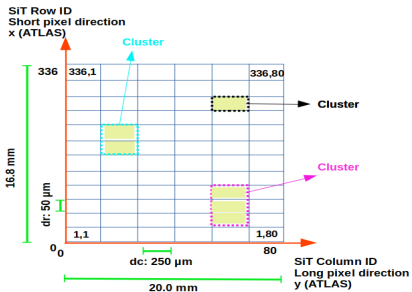 SiT Row ID
Short pixel direction
x (ATLAS)
Cluster
336
336,1
336,80
Cluster
Cluster
16.8 mm
dr: 50 µm
1,1
1,80
0
0
80
dc: 250 µm
SiT Column ID
Long pixel direction
y (ATLAS)
20.0 mm